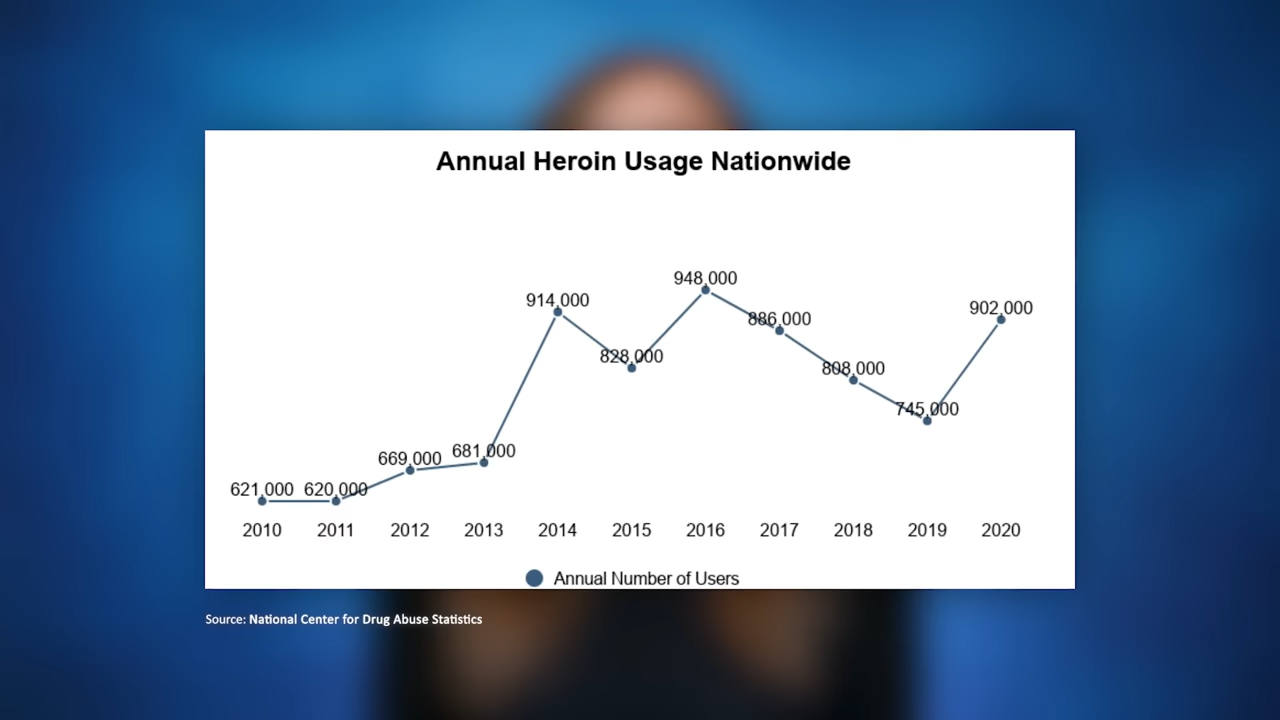 Annual Heroin Usage Nationwide
948,000
914,000
902,000
886,000
828,000
808,000
745,000
669,000
681,000
621,000
620,000
2010 2011 2012 2013 2014 2015 2016 2017 2018 2019 2020
Annual Number of Users
Source: National Center for Drug Abuse Statistics